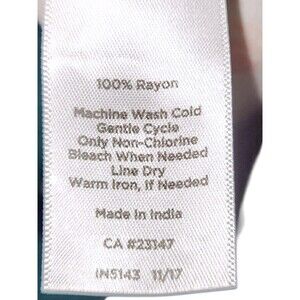 100% Rayon
Machine Wash Cold
Gentle Cycle
Only Non-Chlorine
Bleach When Needed
Line Dry
Warm Iron, If Needed
Made in India
CA #23147
IN5143 11/17